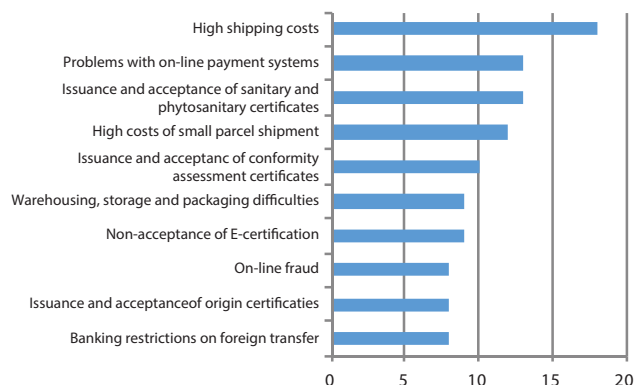 High shipping costs
Problems with on-line payment systems
Issuance and acceptance of sanitary and
phytosanitary certificates
High costs of small parcel shipment
Issuance and acceptanc of conformity
assessment certificates
Warehousing, storage and packaging difficulties
Non-acceptance of E-certification
On-line fraud
Issuance and acceptanceof origin certificaties
Banking restrictions on foreign transfer
0 5 10 15 20